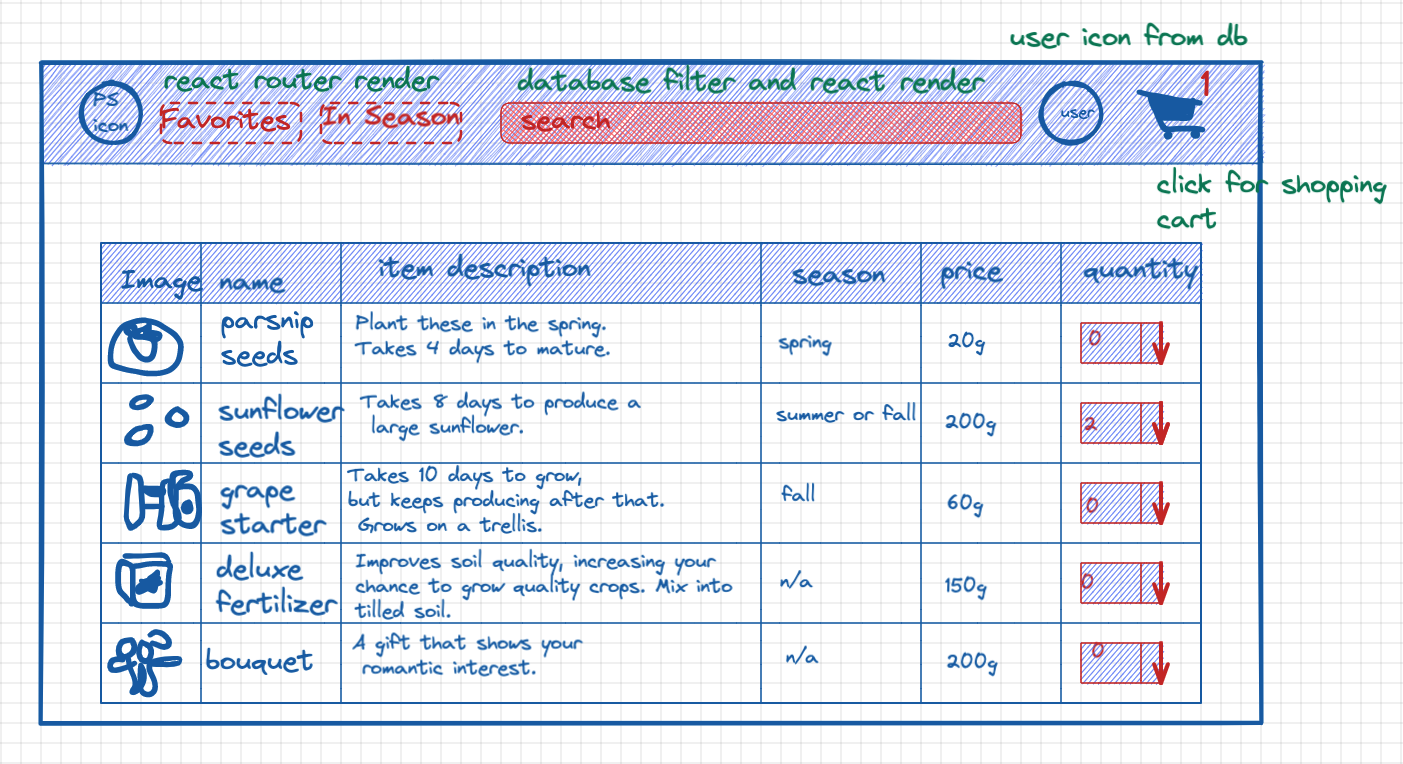 user icon from db
react router render
database filter and react render
1
PS
icon
Favorites
In Season
search
user
click for shopping
cart
Image
name
item description
season
price
quantity
parsnip
seeds
Plant these in the spring.
Takes 4 days to mature.
spring
20g
0
sunflower
seeds
Takes 8 days to produce a
large sunflower.
summer or fall
200g
2
grape
starter
Takes 10 days to grow,
but keeps producing after that.
Grows on a trellis.
fall
60g
0
deluxe
fertilizer
Improves soil quality, increasing your
chance to grow quality crops. Mix into
tilled soil.
n/a
150g
0
bouquet
A gift that shows your
romantic interest.
n/a
200g
0